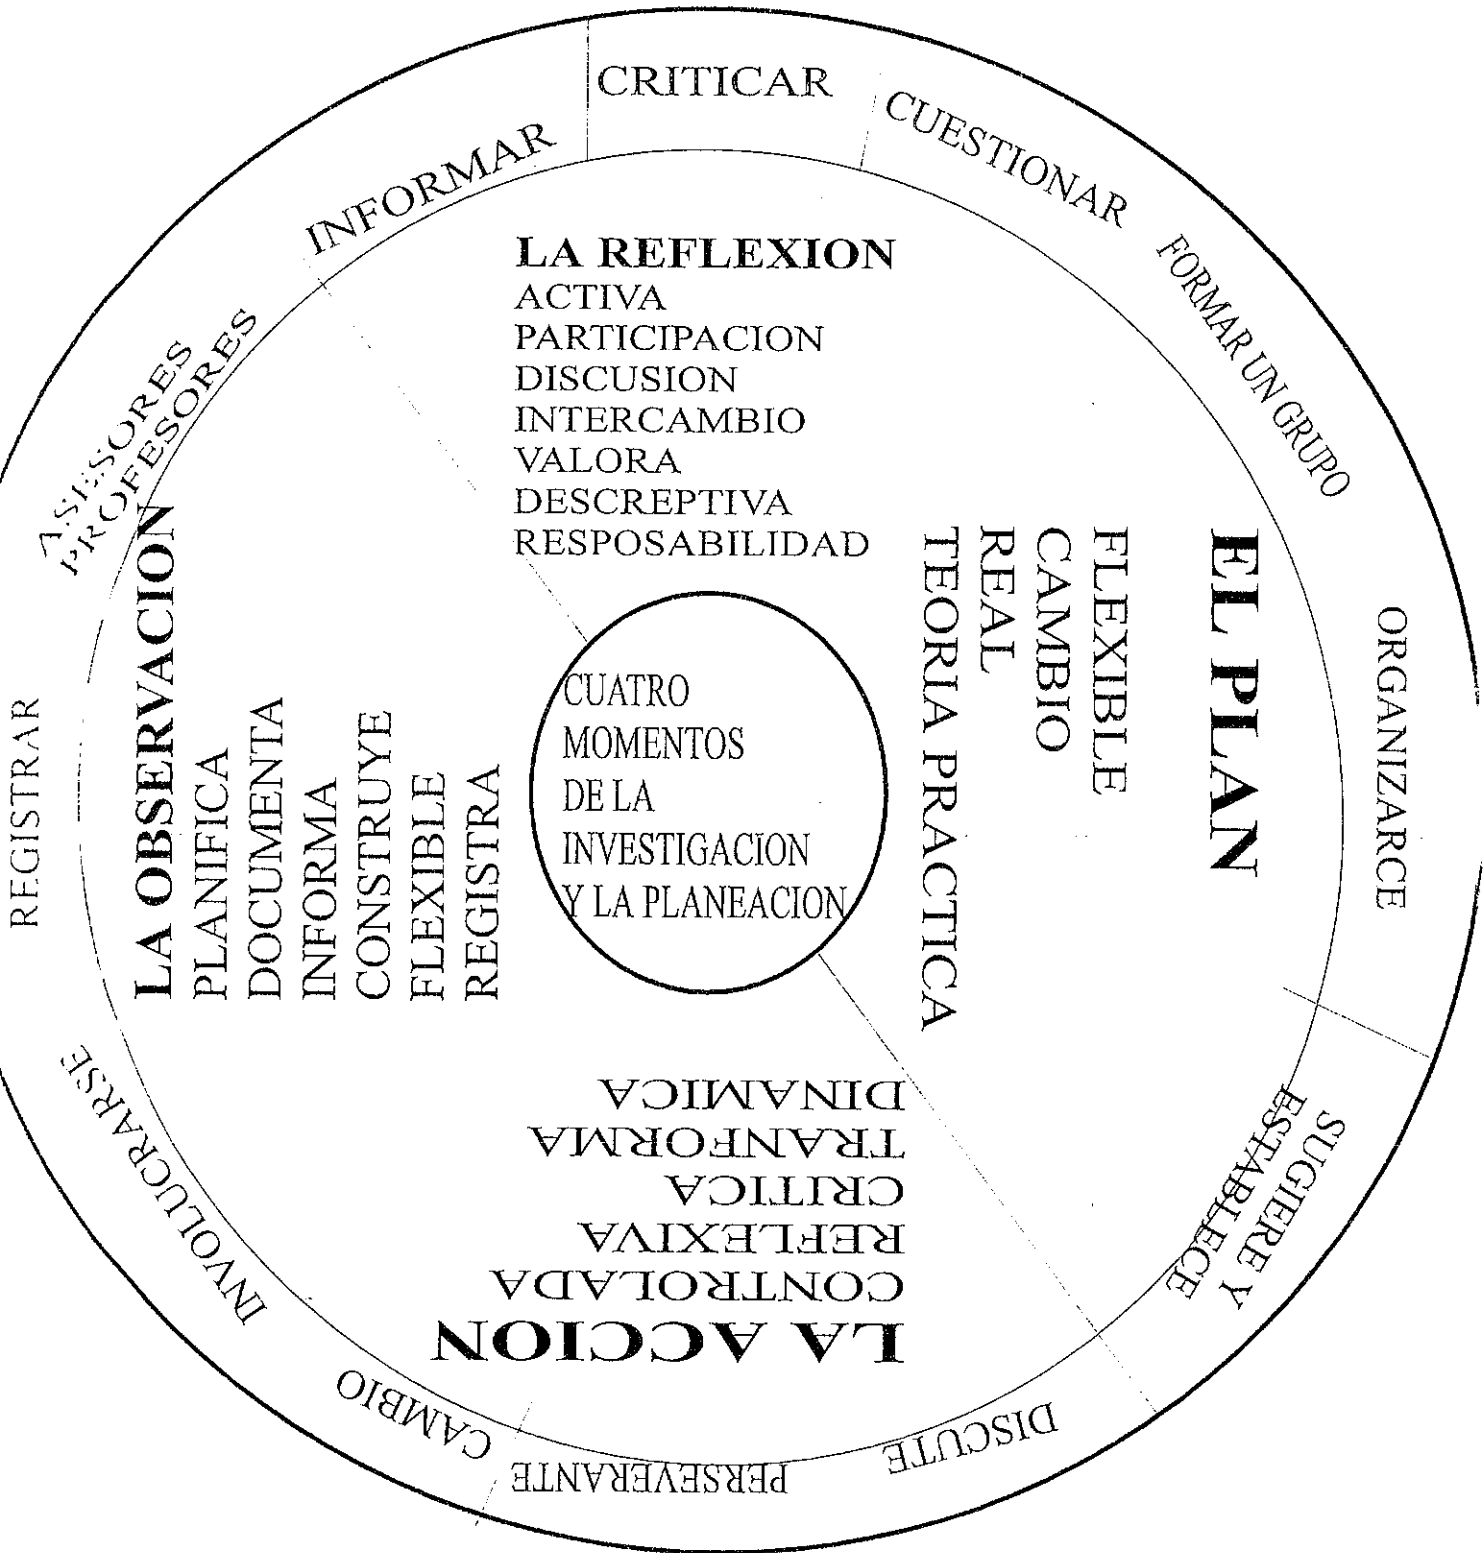 CRITICAR
CUESTIONAR
FORMAR UN GRUPO
ORGANIZARCE
SUGIERE Y
ESTABLECE
DISCUTE
PERSEVERANTE
CAMBIO
INVOLUCRARSE
REGISTRAR
ASESORES
PROFESORES
INFORMAR
LA REFLEXION
ACTIVA
PARTICIPACION
DISCUSION
INTERCAMBIO
VALORA
DESCREPTIVA
RESPOSABILIDAD
EL PLAN
FLEXIBLE
CAMBIO
REAL
TEORIA PRACTICA
LA ACCION
CONTROLADA
REFLEXIVA
CRITICA
TRANFORMA
DINAMICA
LA OBSERVACION
PLANIFICA
DOCUMENTA
INFORMA
CONSTRUYE
FLEXIBLE
REGISTRA
CUATRO
MOMENTOS
DE LA
INVESTIGACION
Y LA PLANEACION